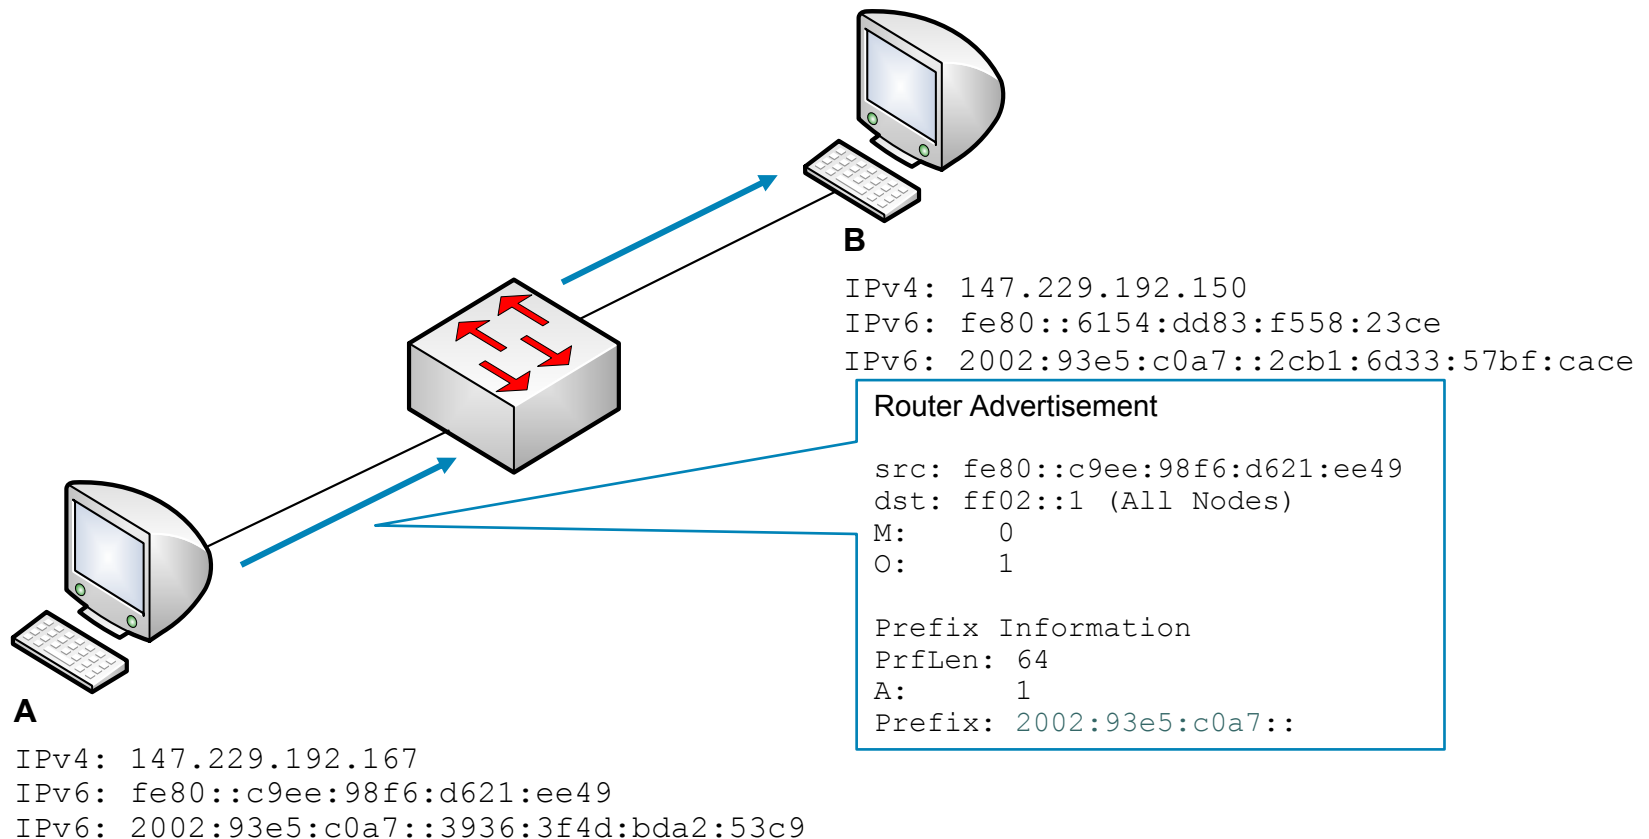 B
IPv4: 147.229.192.150
IPv6: fe80::6154:dd83:f558:23ce
IPv6: 2002:93e5:c0a7::2cb1:6d33:57bf:cace
Router Advertisement
src: fe80::c9ee:98f6:d621:ee49
dst: ff02::1 (All Nodes)
M: 0
O: 1
Prefix Information
PrfLen: 64
A: 1
Prefix: 2002:93e5:c0a7::
A
IPv4: 147.229.192.167
IPv6: fe80::c9ee:98f6:d621:ee49
IPv6: 2002:93e5:c0a7::3936:3f4d:bda2:53c9